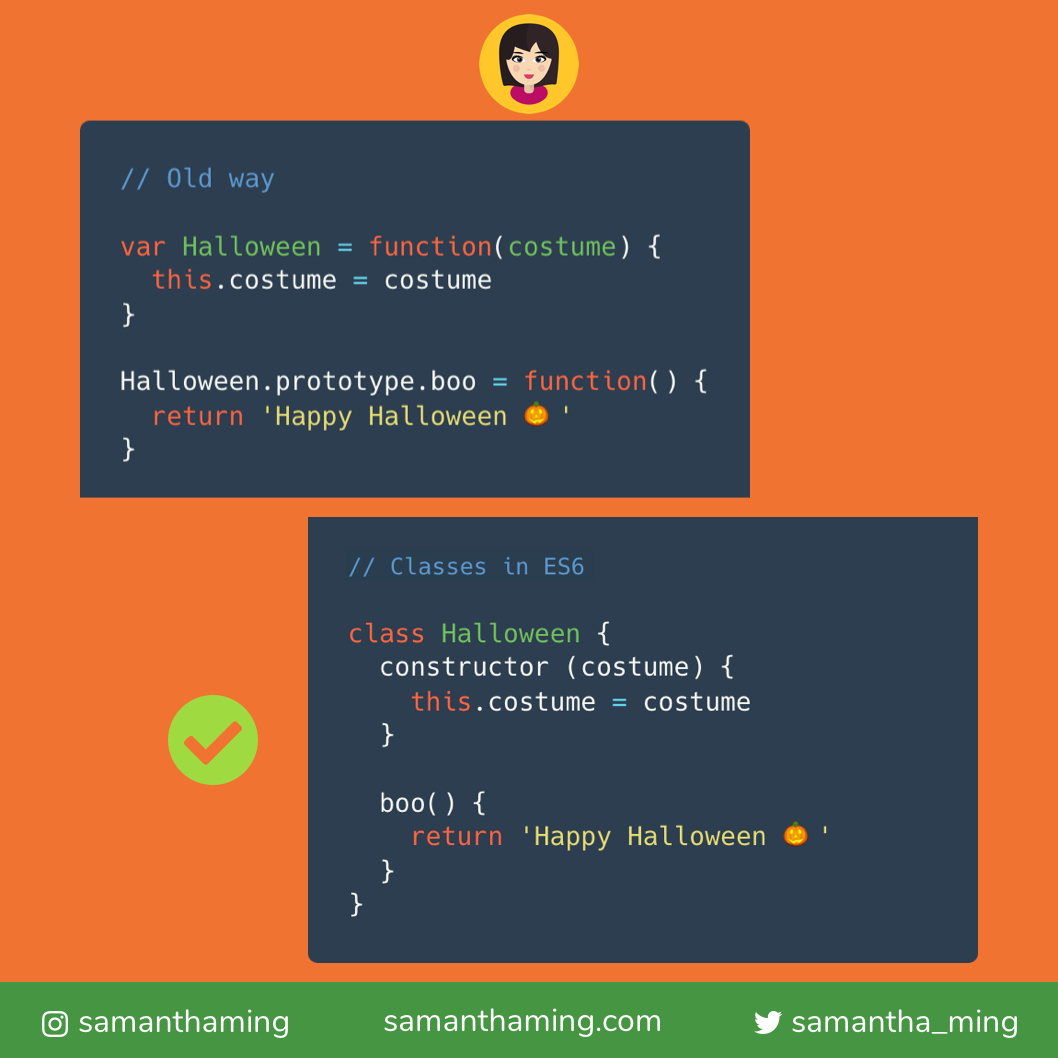 // Old way
var Halloween = function(costume) {
  this.costume = costume
}
Halloween.prototype.boo = function() {
  return 'Happy Halloween 🎃 '
}
// Classes in ES6
class Halloween {
  constructor (costume) {
    this.costume = costume
  }
  boo() {
    return 'Happy Halloween 🎃 '
  }
}
samanthaming samanthaming.com samantha_ming